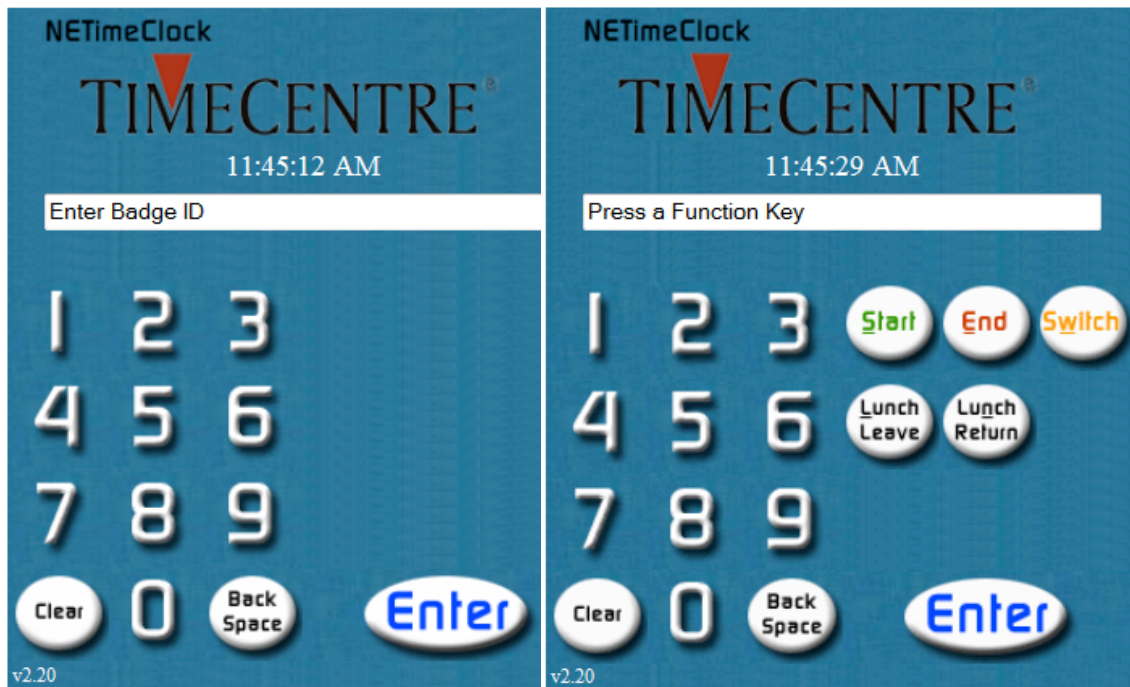 NETimeClock
TIMECENTRE®
11:45:12 AM
Enter Badge ID
1 2 3
4 5 6
7 8 9
Clear 0 Back Space Enter
v2.20
NETimeClock
TIMECENTRE®
11:45:29 AM
Press a Function Key
1 2 3 Start End Switch
4 5 6 Lunch Leave Lunch Return
7 8 9
Clear 0 Back Space Enter
v2.20